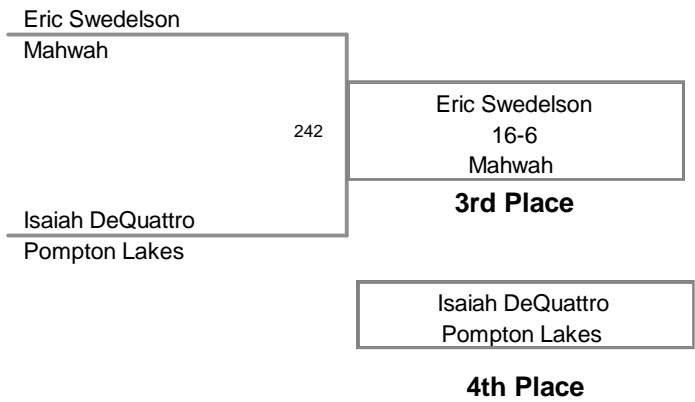 Eric Swedelson
Mahwah
242
Eric Swedelson
16-6
Mahwah
3rd Place
Isaiah DeQuattro
Pompton Lakes
Isaiah DeQuattro
Pompton Lakes
4th Place